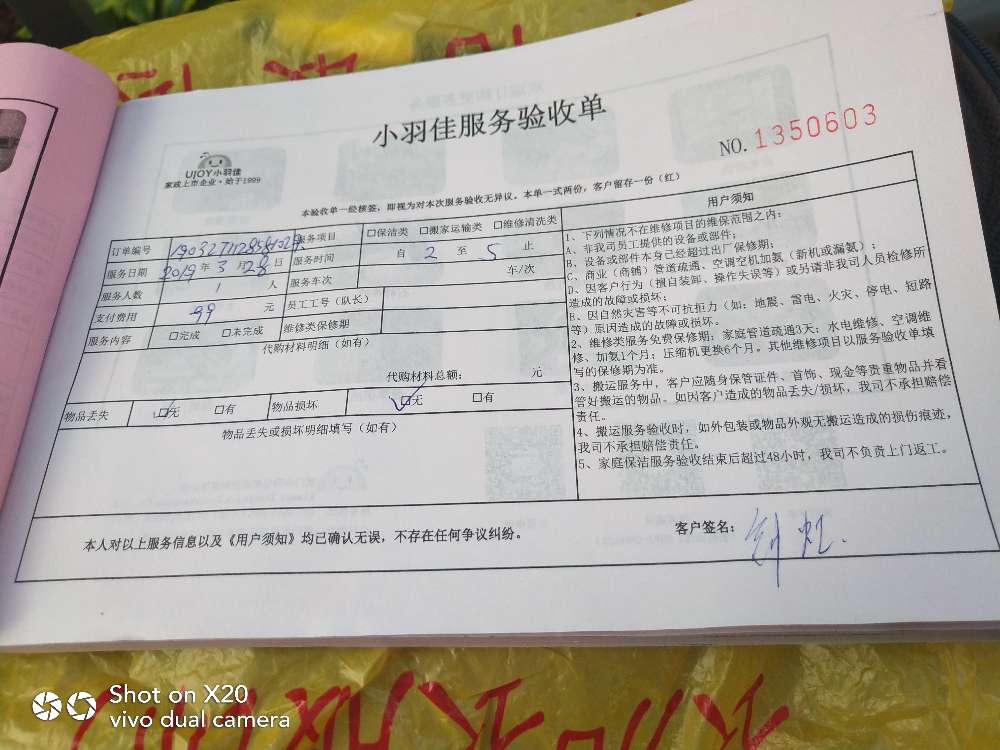 小羽佳服务验收单
NO. 1350603
UJOY小羽佳
家政上市企业·始于1999
本验收单一经核签，即视为对本次服务验收无异议。本单一式两份，客户留存一份（红）
订单编号 服务项目 □保洁类 □搬家运输类 □维修清洗类
服务日期 2019年3月28日 服务时间 自 2 至 5 止
服务人数 1 人 服务车次 车/次
支付费用 99 元 员工工号（队长）
服务内容 □完成 □未完成 维修类保修期
代购材料明细（如有）
代购材料总额： 元
物品丢失 ☑无 □有 物品损坏 ☑无 □有
物品丢失或损坏明细填写（如有）
用户须知
1、下列情况不在维修项目的维保范围之内：
A、非我司员工提供的设备或部件；
B、设备或部件本身已经超过出厂保修期；
C、商业（商铺）管道疏通、空调空机加氨（新机或漏氨）；
D、因客户行为（擅自装卸、操作失误等）或另请非我司人员检修所
造成的故障或损坏；
E、因自然灾害等不可抗拒力（如：地震、雷电、火灾、停电、短路
等）原因造成的故障或损坏。
2、维修类服务免费保修期：家庭管道疏通3天；水电维修、空调维
修、加氨1个月；压缩机更换6个月。其他维修项目以服务验收单填
写的保修期为准。
3、搬运服务中，客户应随身保管证件、首饰、现金等贵重物品并看
管好搬运的物品。如因客户造成的物品丢失/损坏，我司不承担赔偿
责任。
4、搬运服务验收时，如外包装或物品外观无搬运造成的损伤痕迹，
我司不承担赔偿责任。
5、家庭保洁服务验收结束后超过48小时，我司不负责上门返工。
本人对以上服务信息以及《用户须知》均已确认无误，不存在任何争议纠纷。
客户签名：
Shot on X20
vivo dual camera